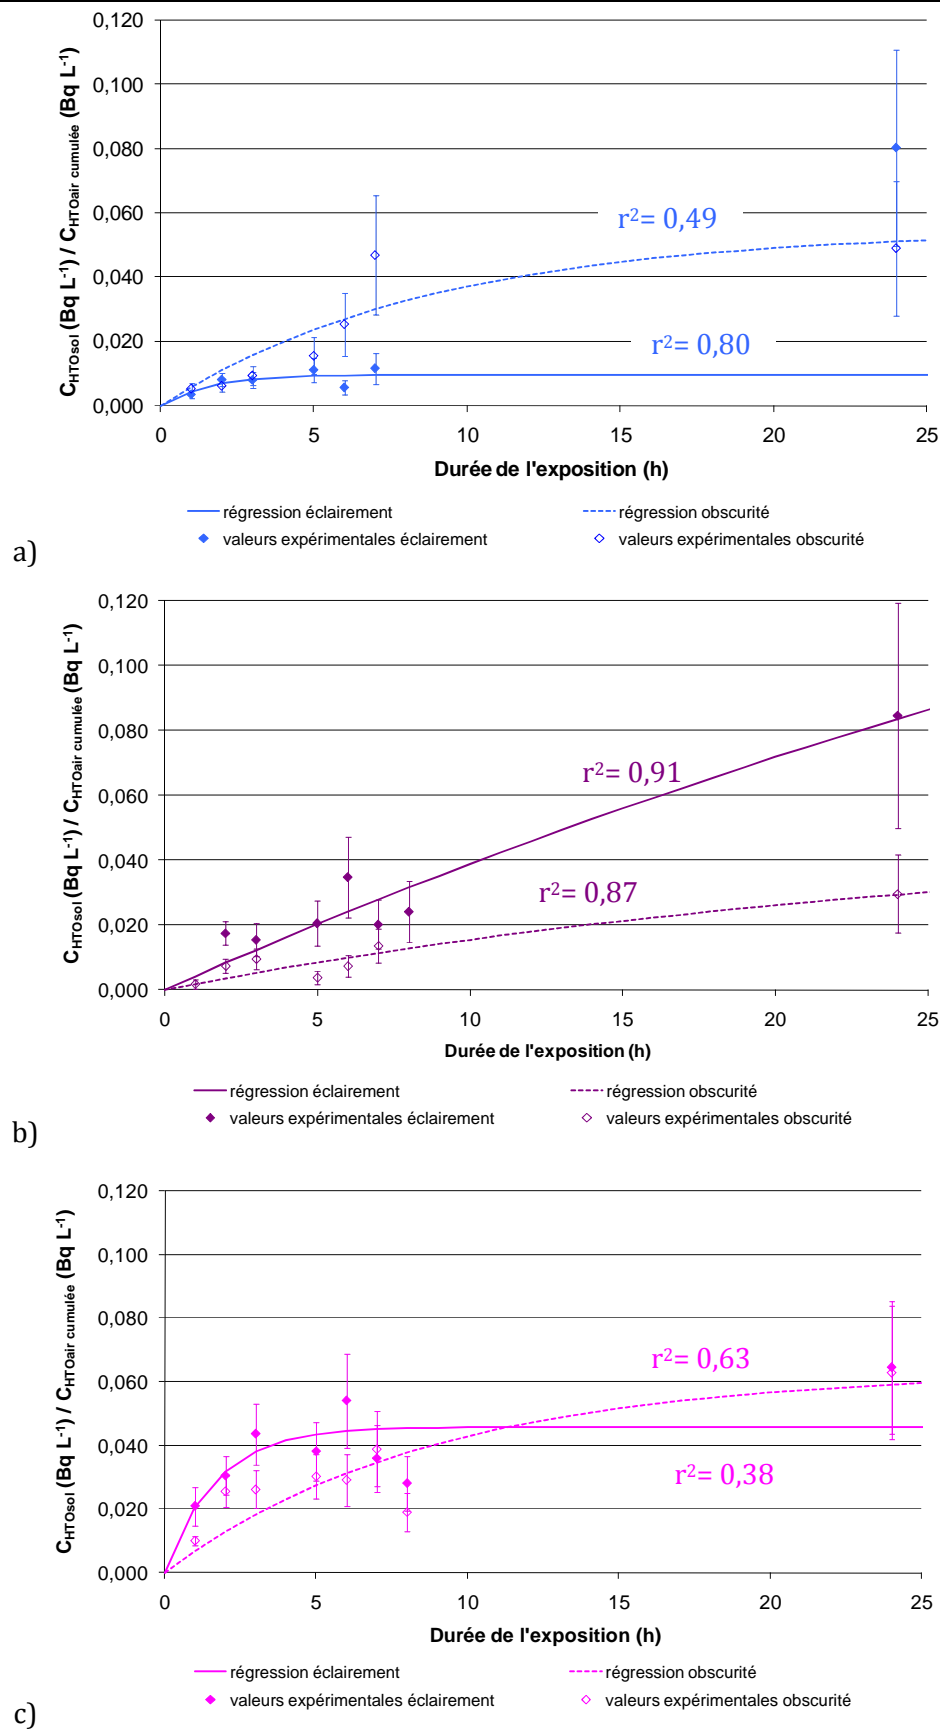 0,120
0,100
0,080
0,060
0,040
0,020
0,000
C_HTOsol (Bq L⁻¹) / C_HTOair cumulée (Bq L⁻¹)
r²= 0,49
r²= 0,80
0 5 10 15 20 25
Durée de l'exposition (h)
régression éclairement régression obscurité
valeurs expérimentales éclairement valeurs expérimentales obscurité
a)
0,120
0,100
0,080
0,060
0,040
0,020
0,000
C_HTOsol (Bq L⁻¹) / C_HTOair cumulée (Bq L⁻¹)
r²= 0,91
r²= 0,87
0 5 10 15 20 25
Durée de l'exposition (h)
régression éclairement régression obscurité
valeurs expérimentales éclairement valeurs expérimentales obscurité
b)
0,120
0,100
0,080
0,060
0,040
0,020
0,000
C_HTOsol (Bq L⁻¹) / C_HTOair cumulée (Bq L⁻¹)
r²= 0,63
r²= 0,38
0 5 10 15 20 25
Durée de l'exposition (h)
régression éclairement régression obscurité
valeurs expérimentales éclairement valeurs expérimentales obscurité
c)